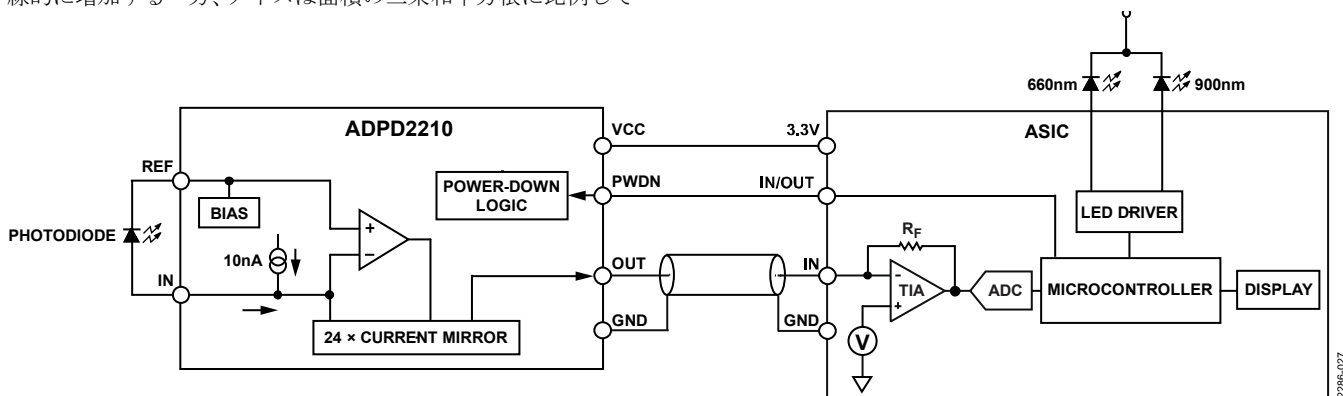 線的に増加する一方、ノイズは面積の二乗和平方根に比例して
660nm
900nm
ADPD2210
ASIC
VCC
3.3V
REF
PWDN
IN/OUT
POWER-DOWN
LOGIC
BIAS
LED DRIVER
PHOTODIODE
10nA
+
−
RF
IN
OUT
IN
−
TIA
+
ADC
MICROCONTROLLER
DISPLAY
GND
GND
24 × CURRENT MIRROR
V
2286-027